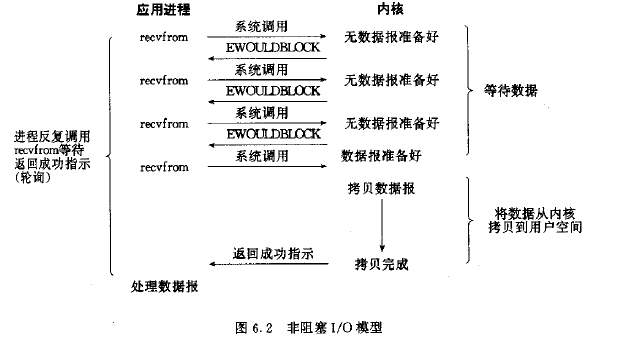 应用进程 内核
recvfrom 系统调用 无数据报准备好
EWOULDBLOCK
recvfrom 系统调用 无数据报准备好
EWOULDBLOCK
等待数据
recvfrom 系统调用 无数据报准备好
EWOULDBLOCK
recvfrom 系统调用 数据报准备好
进程反复调用
recvfrom等待
返回成功指示
(轮询)
拷贝数据报
将数据从内核
拷贝到用户空间
返回成功指示 拷贝完成
处理数据报
图 6.2 非阻塞 I/O 模型